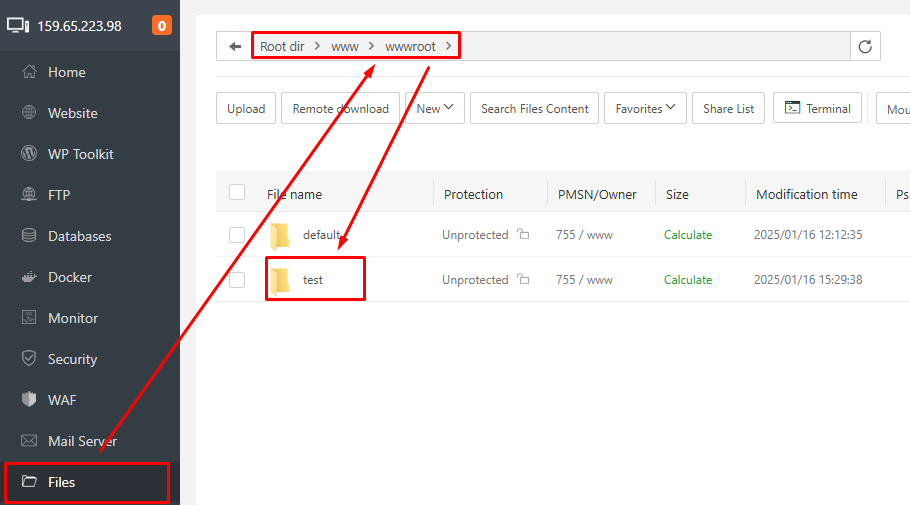 159.65.223.98 0
Home
Website
WP Toolkit
FTP
Databases
Docker
Monitor
Security
WAF
Mail Server
Files
Root dir > www > wwwroot >
Upload Remote download New Search Files Content Favorites Share List Terminal Mou
File name Protection PMSN/Owner Size Modification time Ps
default Unprotected 755 / www Calculate 2025/01/16 12:12:35
test Unprotected 755 / www Calculate 2025/01/16 15:29:38